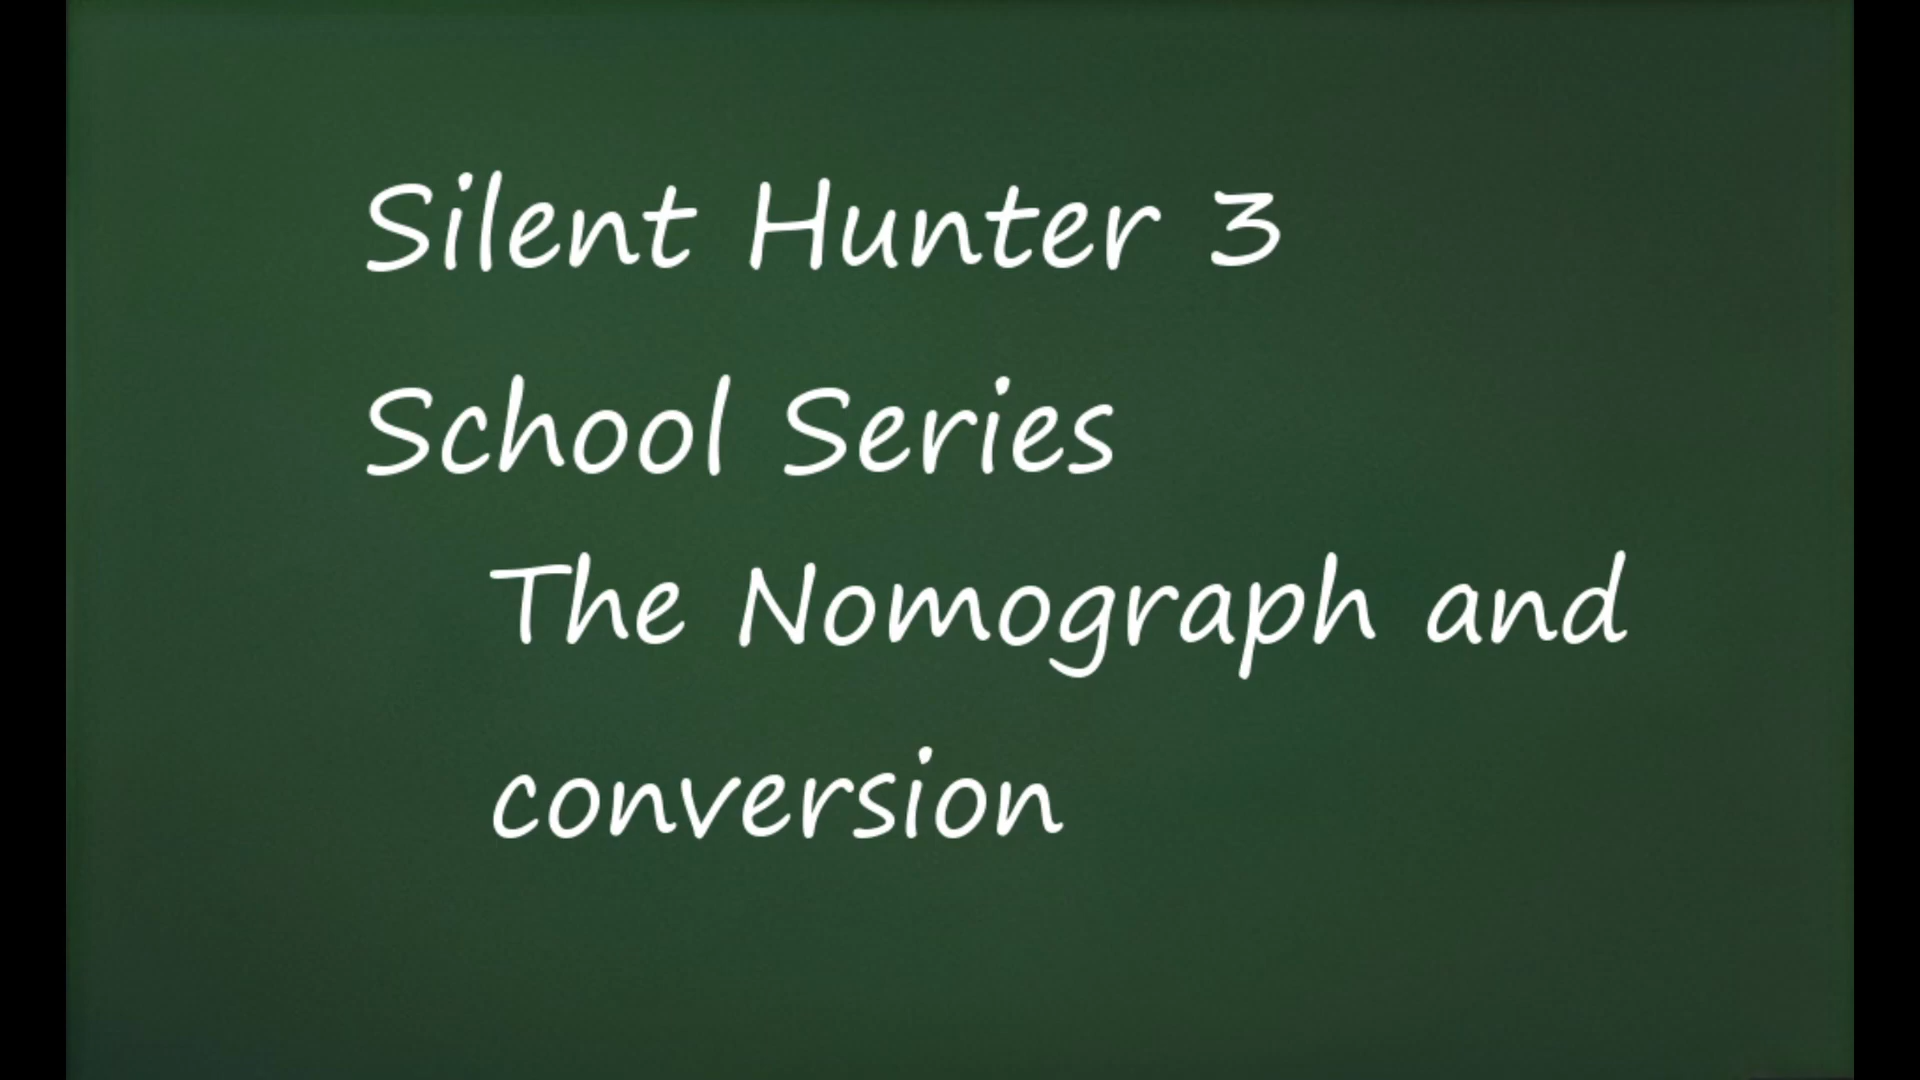 Silent Hunter 3
School Series
The Nomograph and
conversion